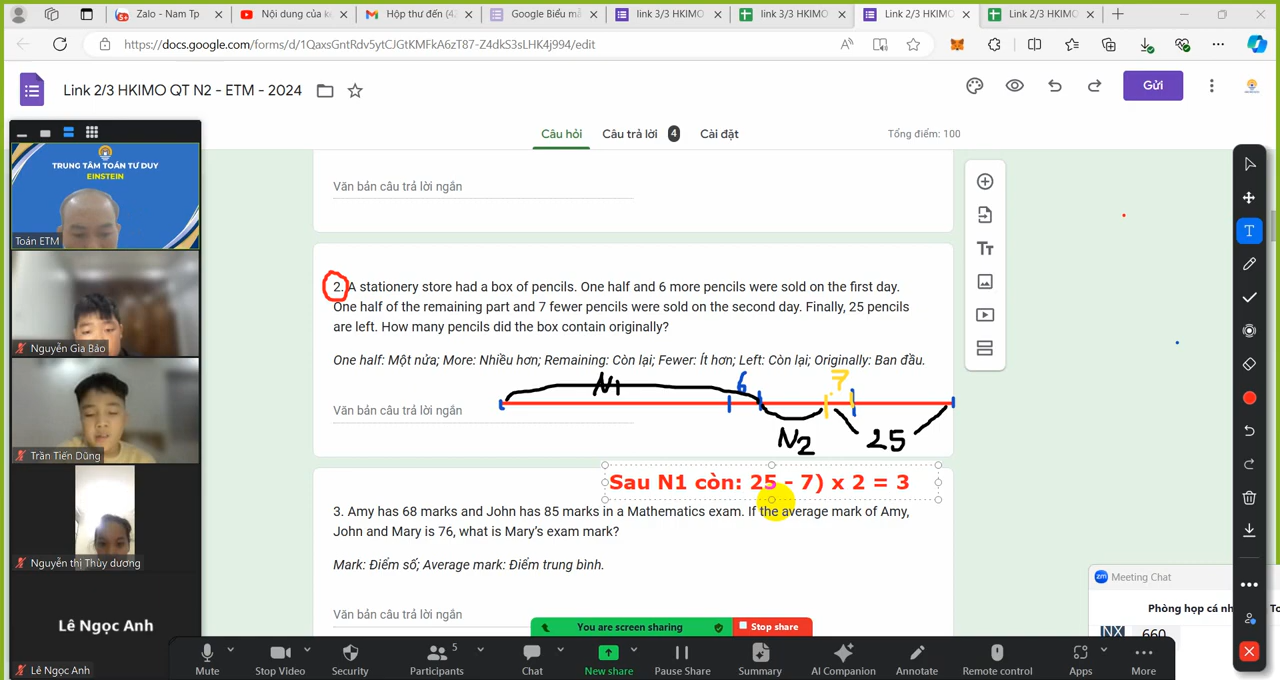 Zalo - Nam Tp
Nội dung của k
Hộp thư đến (42
Google Biểu mẫ
link 3/3 HKIMO
link 3/3 HKIMO
Link 2/3 HKIMO
Link 2/3 HKIMO
https://docs.google.com/forms/d/1QaxsGntRdv5ytCJGtKMFkA6zT87-Z4dkS3sLHK4j994/edit
Link 2/3 HKIMO QT N2 - ETM - 2024
Gửi
Câu hỏi
Câu trả lời 4
Cài đặt
Tổng điểm: 100
TRUNG TÂM TOÁN TƯ DUY
EINSTEIN
Toán ETM
Nguyễn Gia Bảo
Trần Tiến Dũng
Nguyễn thị Thùy dương
Lê Ngọc Anh
Lê Ngọc Anh
Văn bản câu trả lời ngắn
2. A stationery store had a box of pencils. One half and 6 more pencils were sold on the first day.
One half of the remaining part and 7 fewer pencils were sold on the second day. Finally, 25 pencils
are left. How many pencils did the box contain originally?
One half: Một nửa; More: Nhiều hơn; Remaining: Còn lại; Fewer: Ít hơn; Left: Còn lại; Originally: Ban đầu.
N1
6
7
Văn bản câu trả lời ngắn
N2
25
Sau N1 còn: 25 - 7) x 2 = 3
3. Amy has 68 marks and John has 85 marks in a Mathematics exam. If the average mark of Amy,
John and Mary is 76, what is Mary’s exam mark?
Mark: Điểm số; Average mark: Điểm trung bình.
Văn bản câu trả lời ngắn
You are screen sharing
Stop share
zm Meeting Chat
Phòng họp cá nh
To
NX
660
Mute
Stop Video
Security
Participants 5
Chat
New share
Pause Share
Summary
AI Companion
Annotate
Remote control
Apps
More